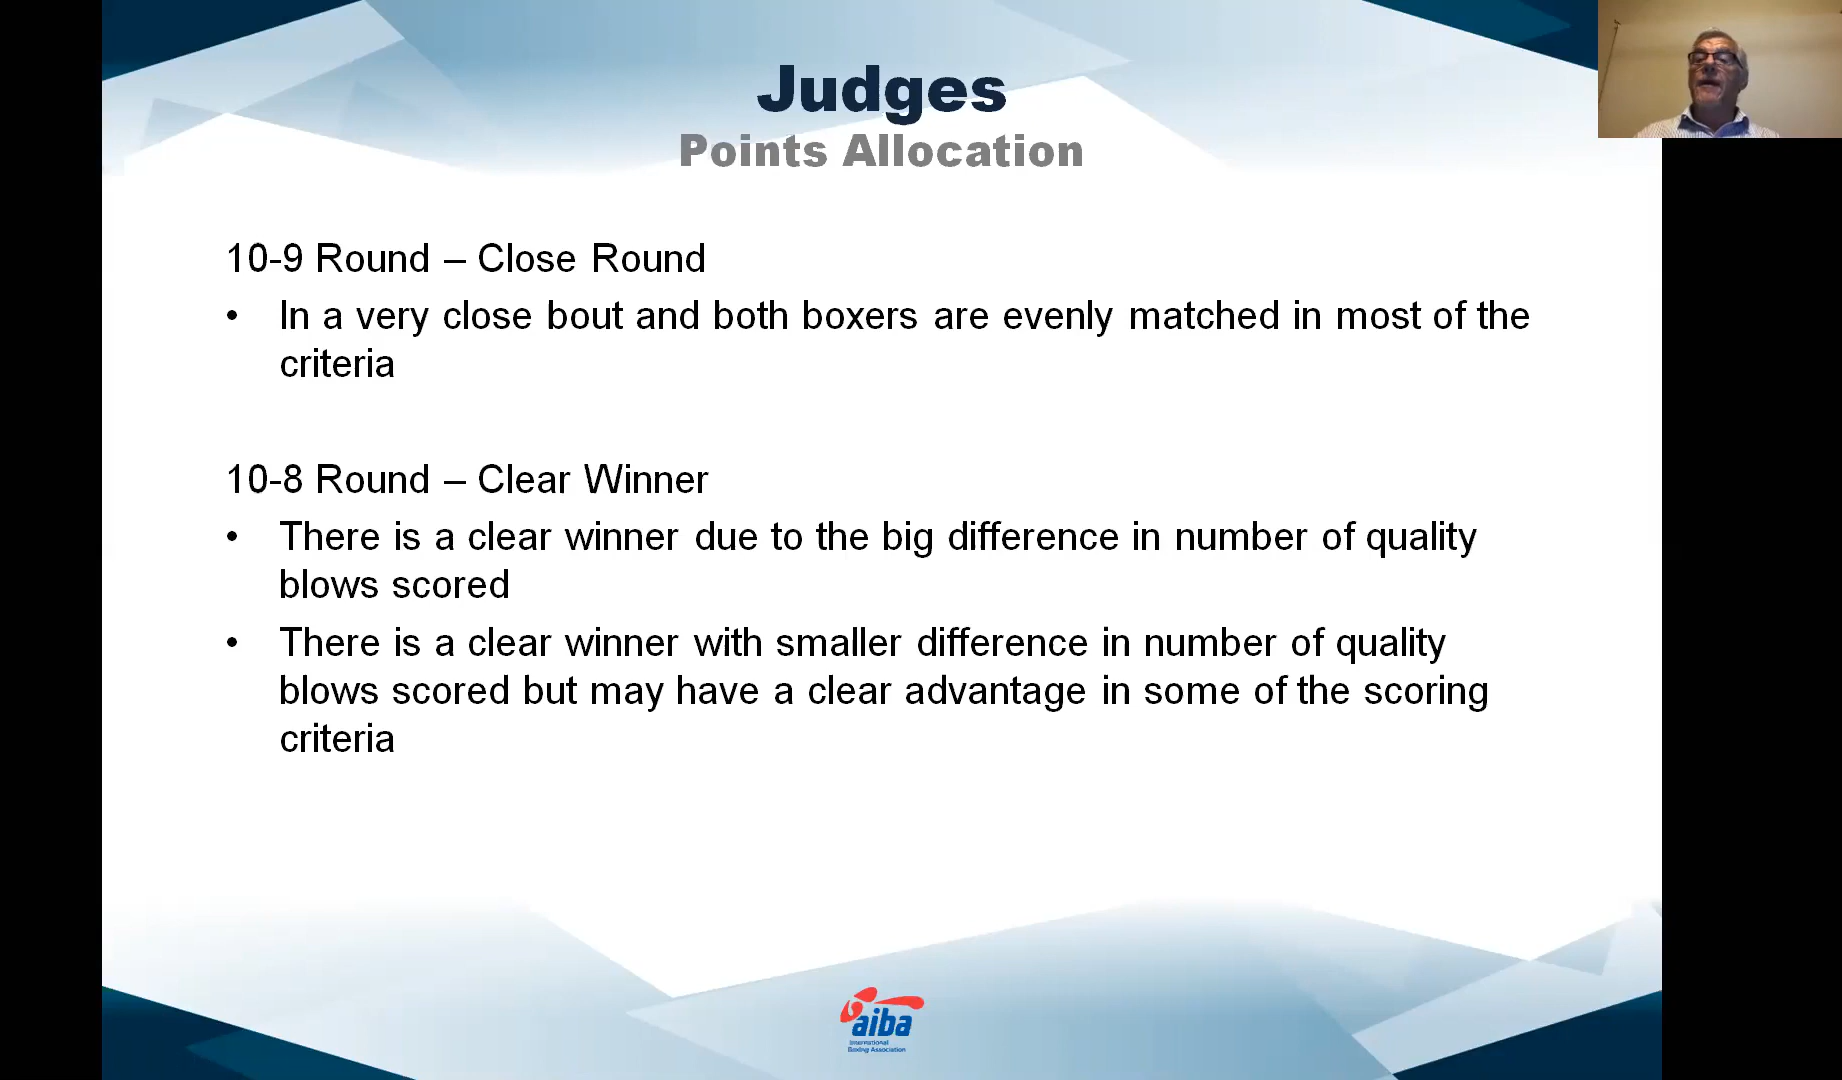 Judges
Points Allocation
10-9 Round – Close Round
• In a very close bout and both boxers are evenly matched in most of the
criteria
10-8 Round – Clear Winner
• There is a clear winner due to the big difference in number of quality
blows scored
• There is a clear winner with smaller difference in number of quality
blows scored but may have a clear advantage in some of the scoring
criteria
aiba
International
Boxing Association